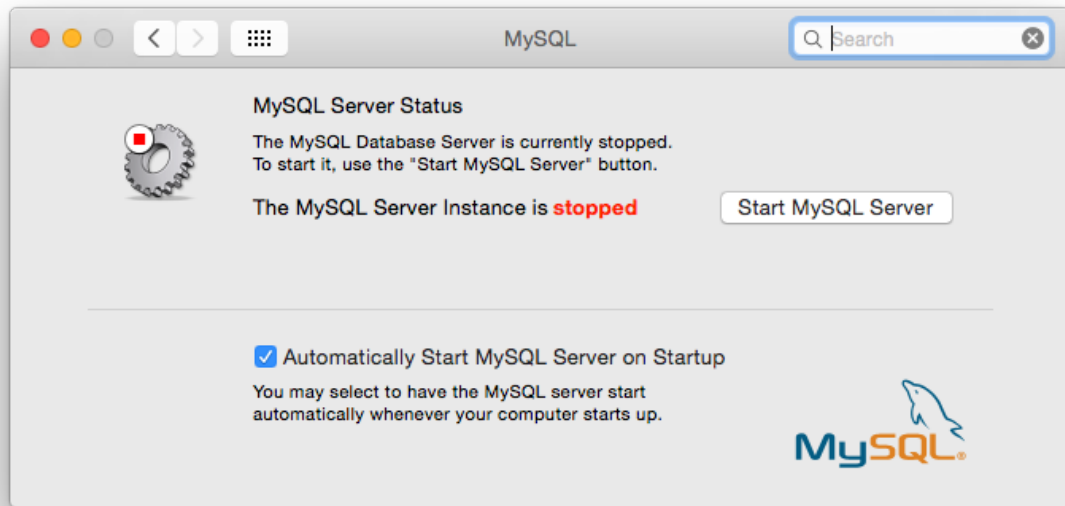 MySQL
Search
MySQL Server Status
The MySQL Database Server is currently stopped.
To start it, use the "Start MySQL Server" button.
The MySQL Server Instance is stopped
Start MySQL Server
Automatically Start MySQL Server on Startup
You may select to have the MySQL server start
automatically whenever your computer starts up.
MySQL®